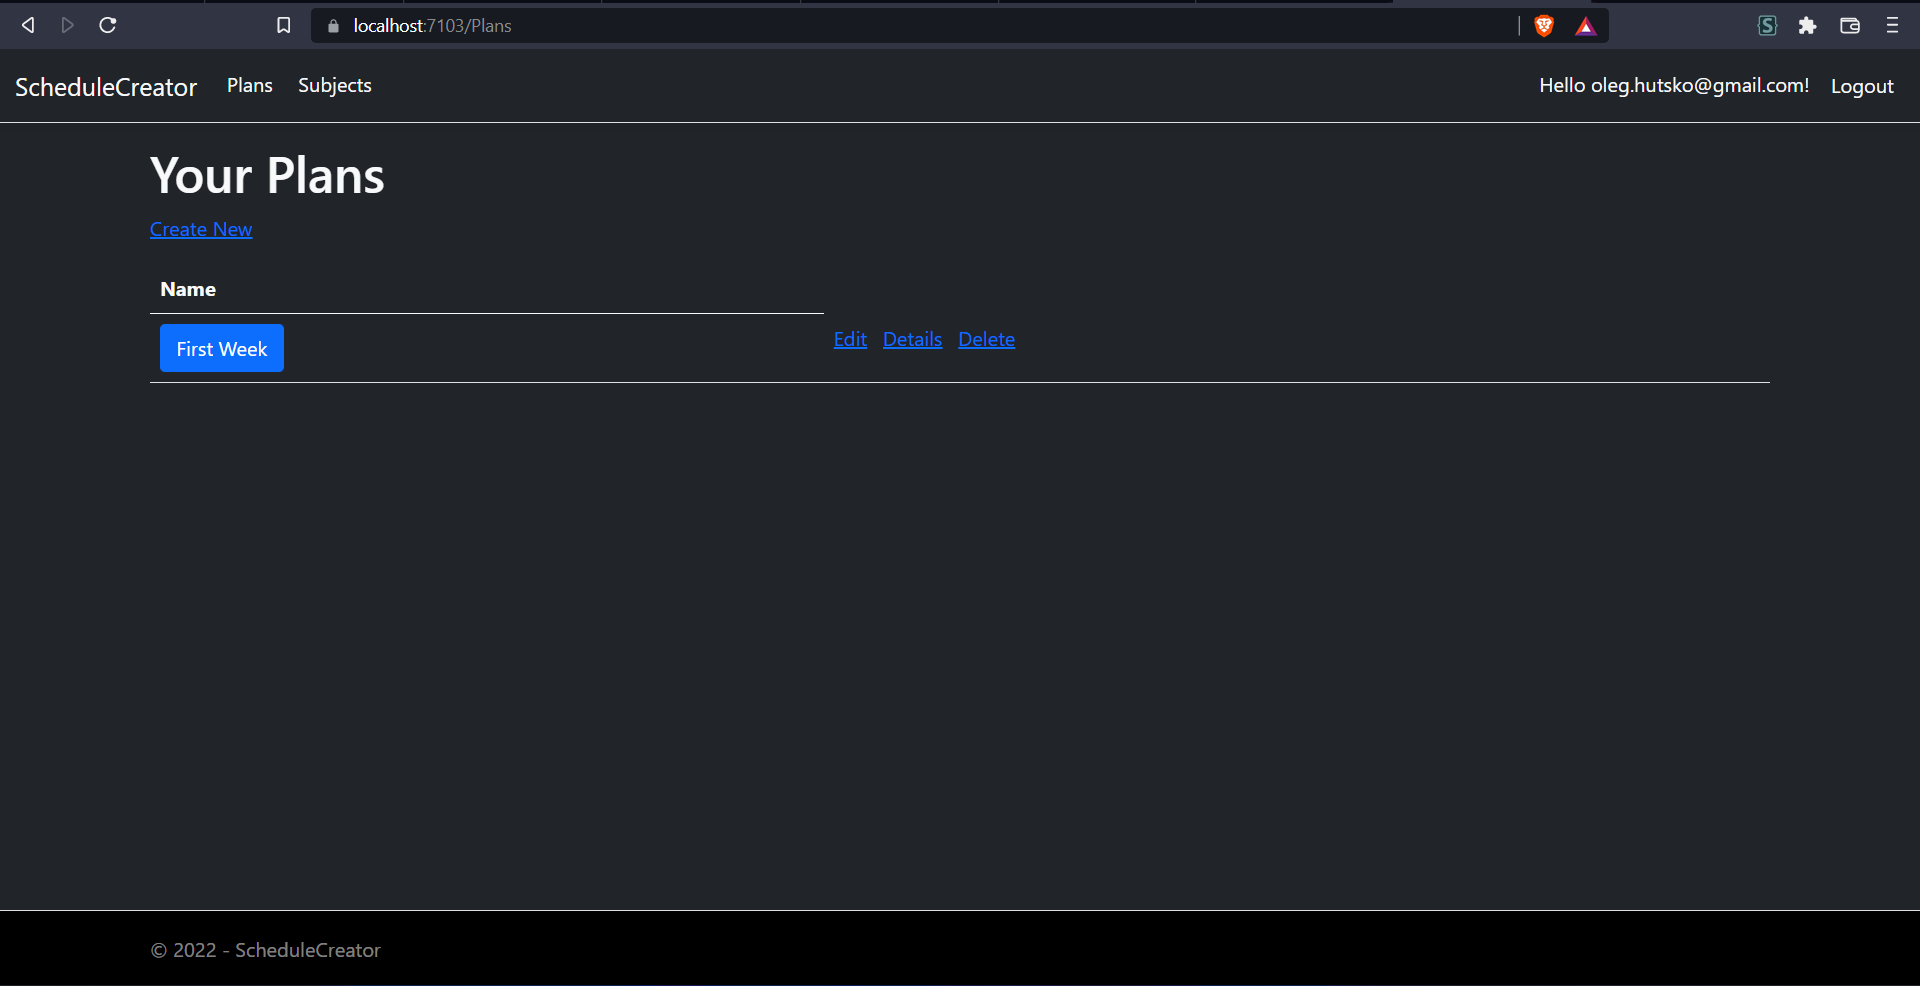 localhost:7103/Plans
ScheduleCreator Plans Subjects Hello oleg.hutsko@gmail.com! Logout
Your Plans
Create New
Name
First Week Edit Details Delete
© 2022 - ScheduleCreator